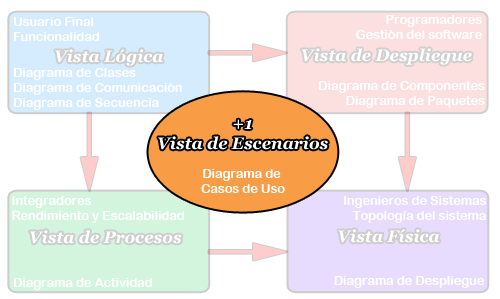 Usuario Final
Funcionalidad
Vista Lógica
Diagrama de Clases
Diagrama de Comunicación
Diagrama de Secuencia
Programadores
Gestión del software
Vista de Despliegue
Diagrama de Componentes
Diagrama de Paquetes
+1
Vista de Escenarios
Diagrama de
Casos de Uso
Integradores
Rendimiento y Escalabilidad
Vista de Procesos
Diagrama de Actividad
Ingenieros de Sistemas
Topología del sistema
Vista Física
Diagrama de Despliegue